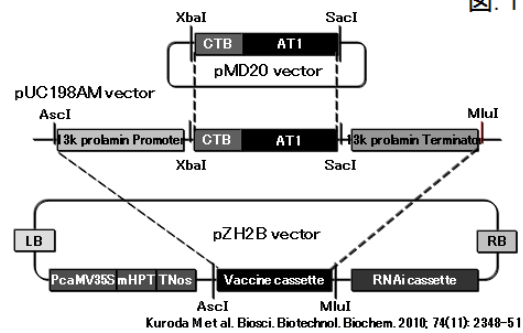 図. 1
XbaI SacI
CTB AT1
pMD20 vector
pUC198AM vector
AscI MluI
13k prolamin Promoter CTB AT1 13k prolamin Terminator
XbaI SacI
pZH2B vector
LB RB
PcaMV35S mHPT TNos Vaccine cassette RNAi cassette
AscI MluI
Kuroda M et al. Biosci. Biotechnol. Biochem. 2010; 74(11): 2348-51